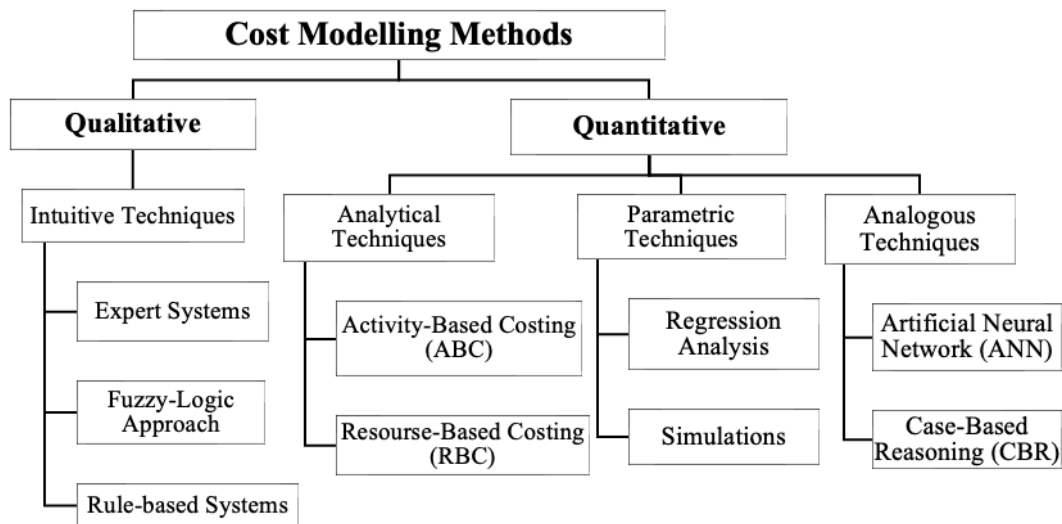 Cost Modelling Methods
Qualitative
Quantitative
Intuitive Techniques
Analytical
Techniques
Parametric
Techniques
Analogous
Techniques
Expert Systems
Fuzzy-Logic
Approach
Rule-based Systems
Activity-Based Costing
(ABC)
Resourse-Based Costing
(RBC)
Regression
Analysis
Simulations
Artificial Neural
Network (ANN)
Case-Based
Reasoning (CBR)